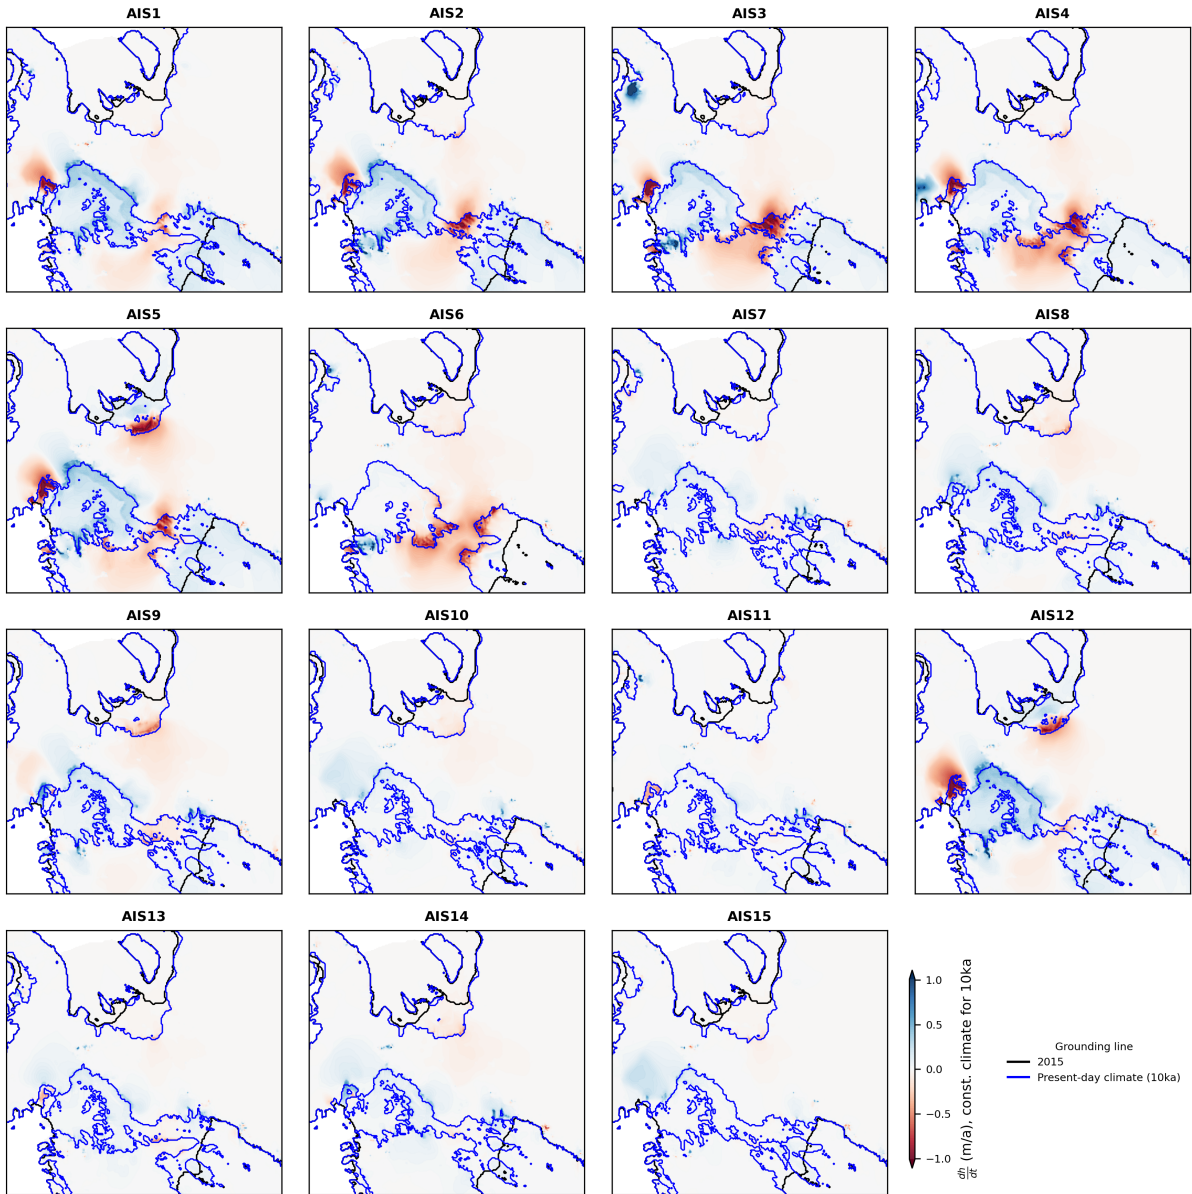 AIS1
AIS2
AIS3
AIS4
AIS5
AIS6
AIS7
AIS8
AIS9
AIS10
AIS11
AIS12
AIS13
AIS14
AIS15
1.0
0.5
0.0
−0.5
−1.0
dh/dt (m/a), const. climate for 10ka
Grounding line
2015
Present-day climate (10ka)